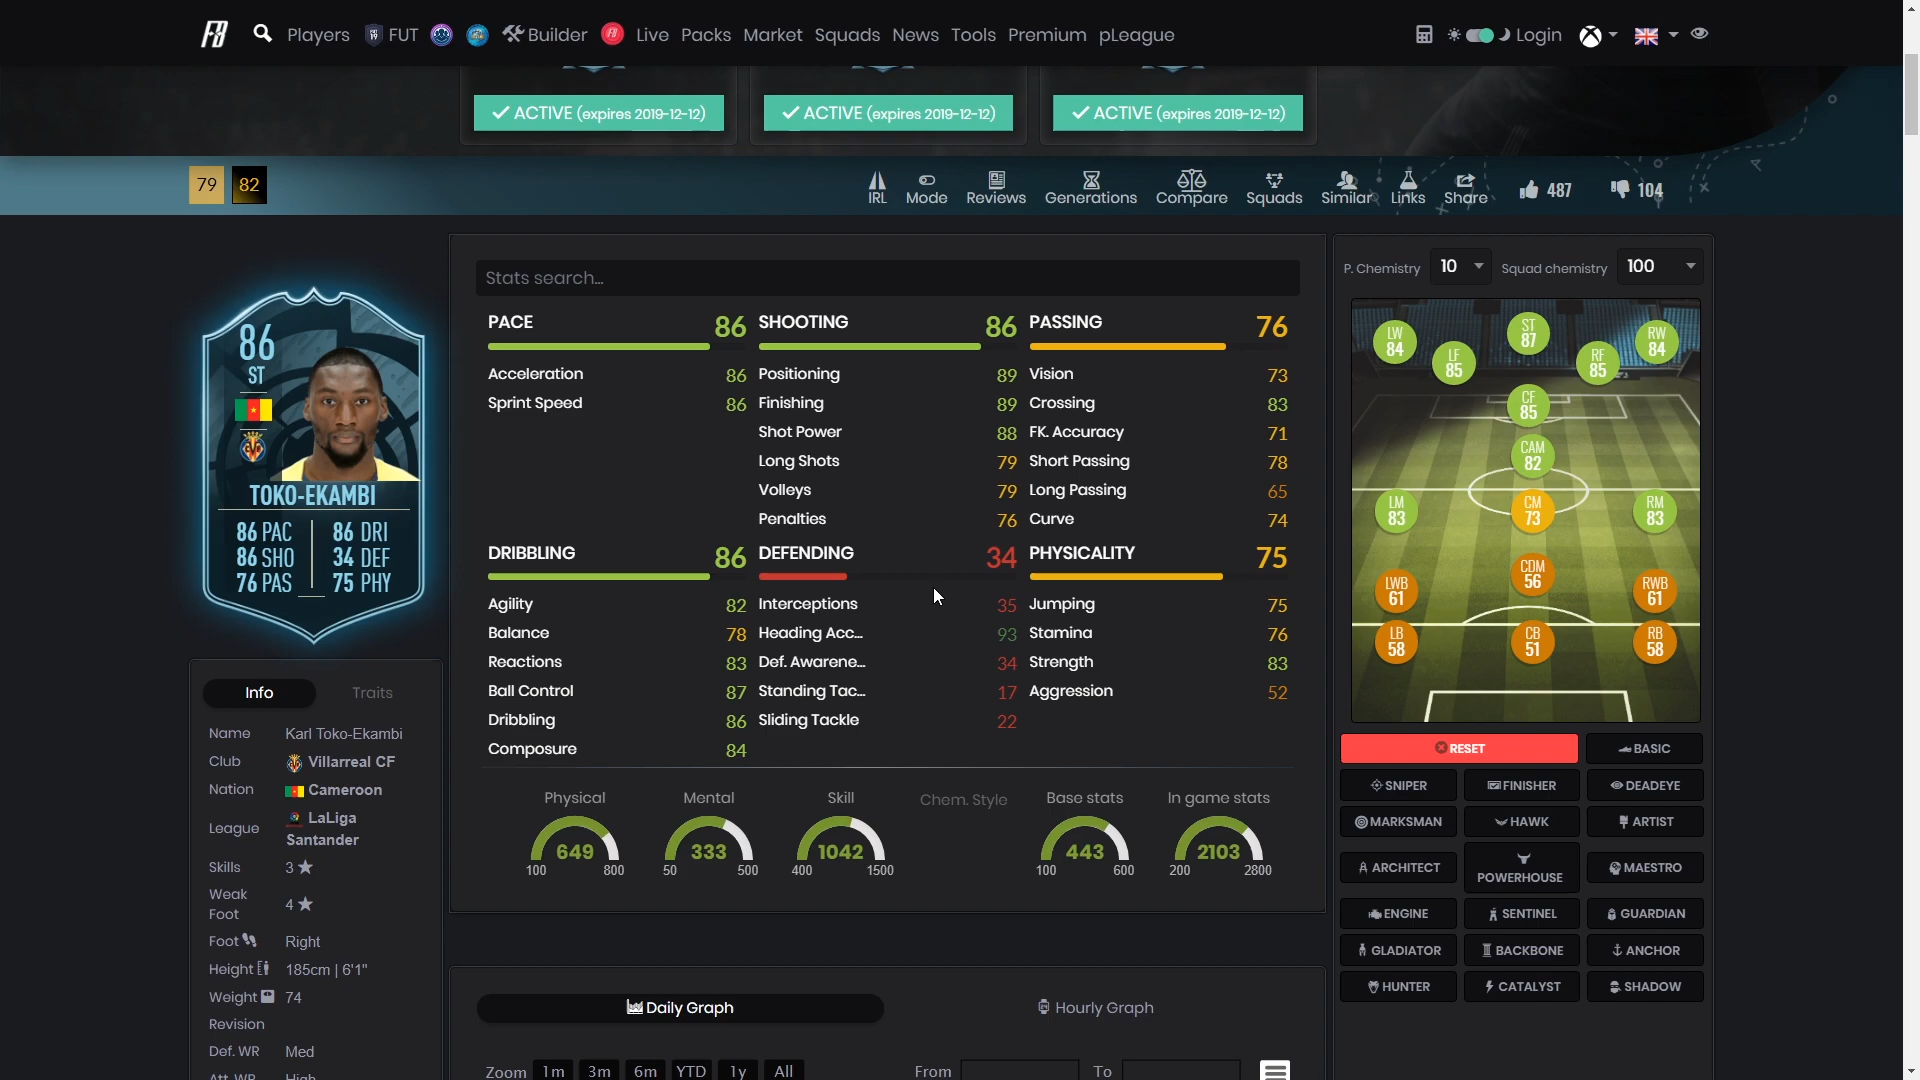 Players FUT Builder Live Packs Market Squads News Tools Premium pLeague Login
ACTIVE (expires 2019-12-12) ACTIVE (expires 2019-12-12) ACTIVE (expires 2019-12-12)
79 82
IRL Mode Reviews Generations Compare Squads Similar Links Share 487 104
86
ST
TOKO-EKAMBI
86 PAC 86 DRI
86 SHO 34 DEF
76 PAS 75 PHY
Info Traits
Name Karl Toko-Ekambi
Club Villarreal CF
Nation Cameroon
League LaLiga Santander
Skills 3
Weak Foot 4
Foot Right
Height 185cm | 6'1"
Weight 74
Revision
Def. WR Med
Att. WR High
Stats search...
PACE 86
Acceleration 86
Sprint Speed 86
SHOOTING 86
Positioning 89
Finishing 89
Shot Power 88
Long Shots 79
Volleys 79
Penalties 76
PASSING 76
Vision 73
Crossing 83
FK. Accuracy 71
Short Passing 78
Long Passing 65
Curve 74
DRIBBLING 86
Agility 82
Balance 78
Reactions 83
Ball Control 87
Dribbling 86
Composure 84
DEFENDING 34
Interceptions 35
Heading Acc... 93
Def. Awarene... 34
Standing Tac... 17
Sliding Tackle 22
PHYSICALITY 75
Jumping 75
Stamina 76
Strength 83
Aggression 52
Physical Mental Skill Chem. Style Base stats In game stats
649 333 1042 443 2103
100 800 50 500 400 1500 100 600 200 2800
Daily Graph Hourly Graph
Zoom 1m 3m 6m YTD 1y All From To
P. Chemistry 10 Squad chemistry 100
LW 84
ST 87
RW 84
LF 85
RF 85
CF 85
CAM 82
LM 83
CM 73
RM 83
LWB 61
CDM 56
RWB 61
LB 58
CB 51
RB 58
RESET BASIC
SNIPER FINISHER DEADEYE
MARKSMAN HAWK ARTIST
ARCHITECT POWERHOUSE MAESTRO
ENGINE SENTINEL GUARDIAN
GLADIATOR BACKBONE ANCHOR
HUNTER CATALYST SHADOW